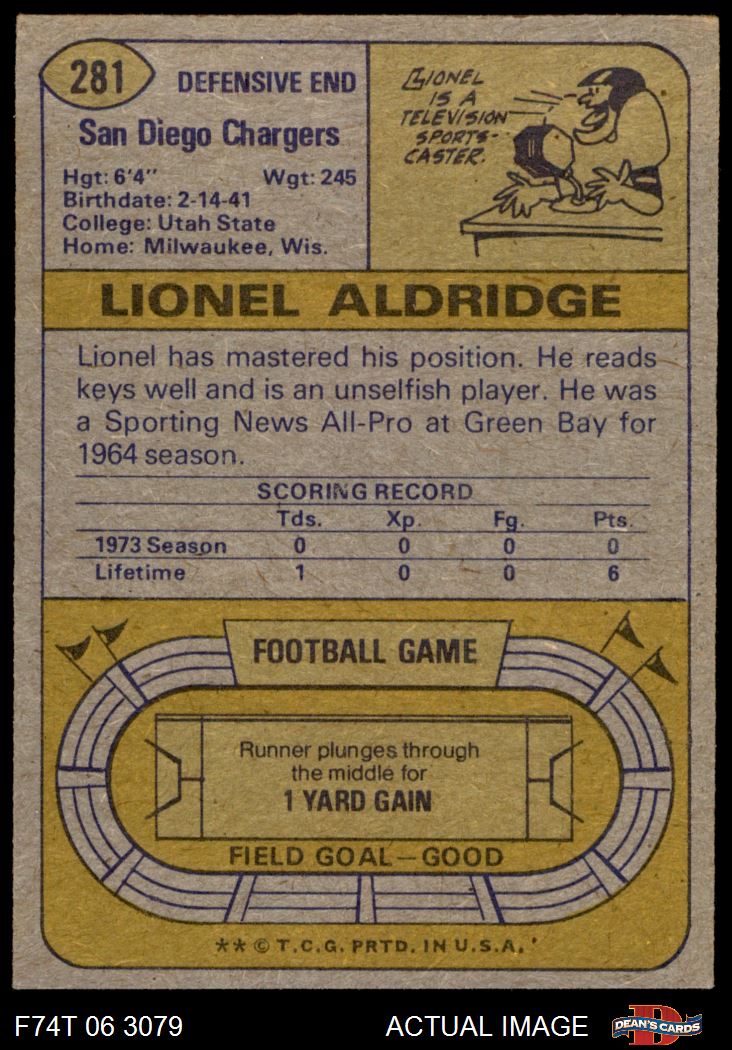 281
DEFENSIVE END
San Diego Chargers
Hgt: 6'4" Wgt: 245
Birthdate: 2-14-41
College: Utah State
Home: Milwaukee, Wis.
LIONEL
IS A
TELEVISION
SPORTS-
CASTER.
LIONEL ALDRIDGE
Lionel has mastered his position. He reads
keys well and is an unselfish player. He was
a Sporting News All-Pro at Green Bay for
1964 season.
SCORING RECORD
Tds. Xp. Fg. Pts.
1973 Season 0 0 0 0
Lifetime 1 0 0 6
FOOTBALL GAME
Runner plunges through
the middle for
1 YARD GAIN
FIELD GOAL—GOOD
** © T.C.G. PRTD. IN U.S.A.
F74T 06 3079 ACTUAL IMAGE
D
DEAN'S CARDS